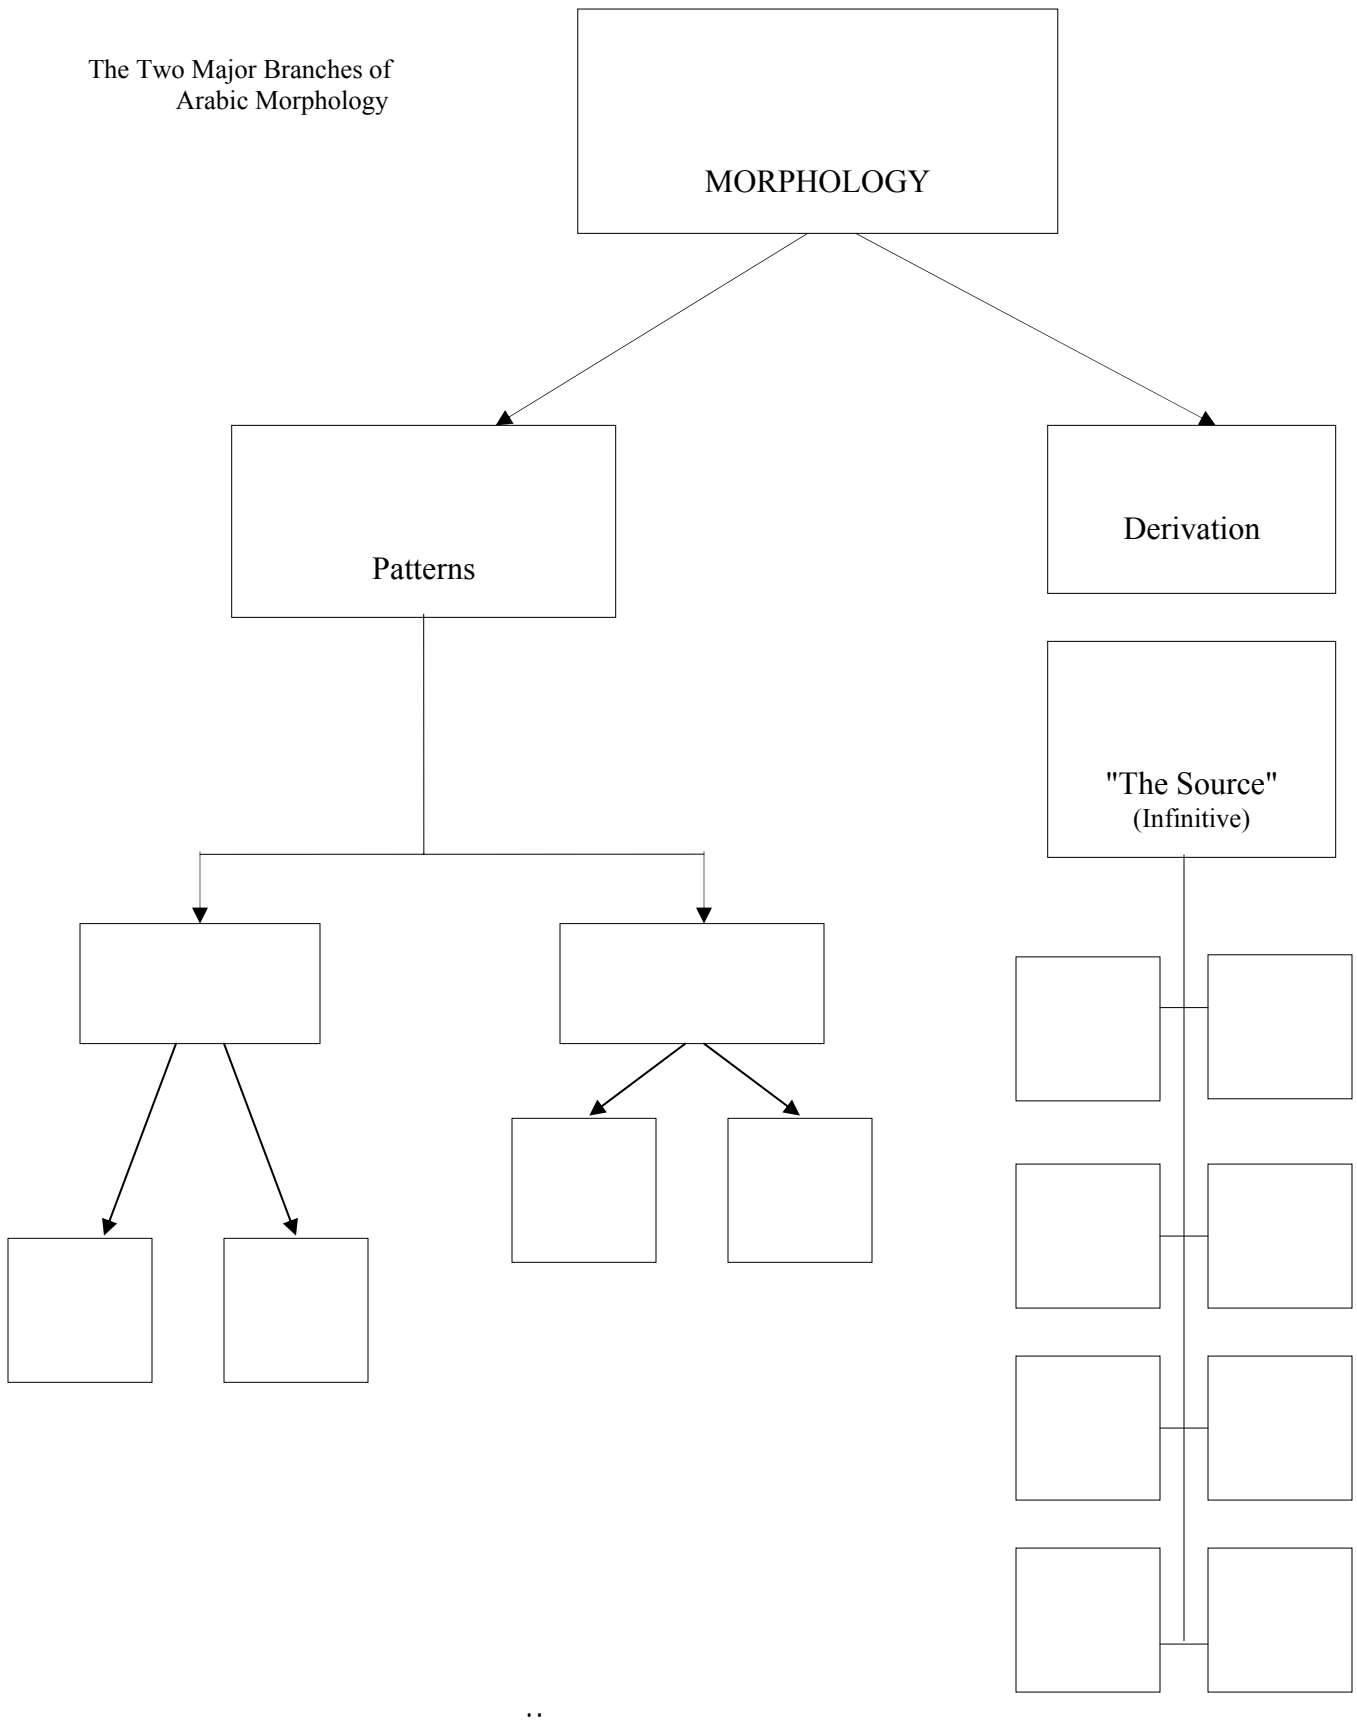 The Two Major Branches of
Arabic Morphology
MORPHOLOGY
Patterns
Derivation
"The Source"
(Infinitive)